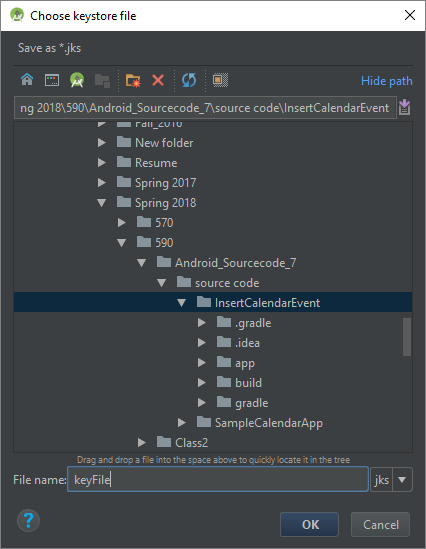 Choose keystore file
Save as *.jks
Hide path
ng 2018\590\Android_Sourcecode_7\source code\InsertCalendarEvent
Fall_2016
New folder
Resume
Spring 2017
Spring 2018
570
590
Android_Sourcecode_7
source code
InsertCalendarEvent
.gradle
.idea
app
build
gradle
SampleCalendarApp
Class2
Drag and drop a file into the space above to quickly locate it in the tree
File name: keyFile jks
? OK Cancel